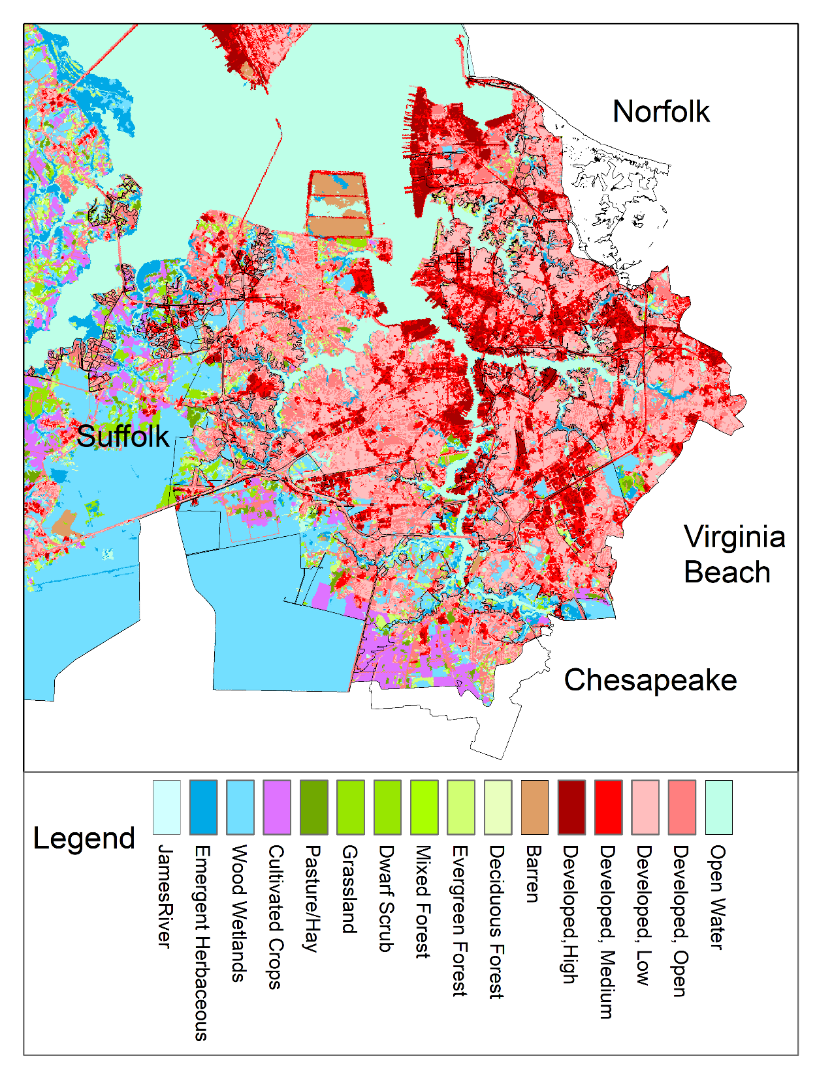 Norfolk
Suffolk
Virginia
Beach
Chesapeake
Legend
JamesRiver
Emergent Herbaceous
Wood Wetlands
Cultivated Crops
Pasture/Hay
Grassland
Dwarf Scrub
Mixed Forest
Evergreen Forest
Deciduous Forest
Barren
Developed,High
Developed, Medium
Developed, Low
Developed, Open
Open Water